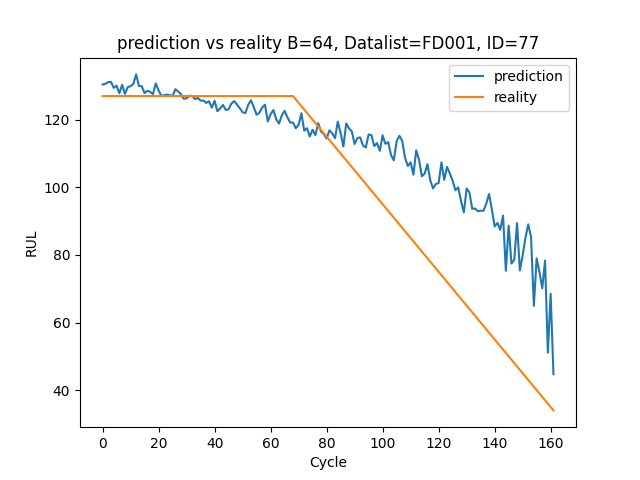 prediction vs reality B=64, Datalist=FD001, ID=77
prediction
reality
RUL
120
100
80
60
40
0 20 40 60 80 100 120 140 160
Cycle